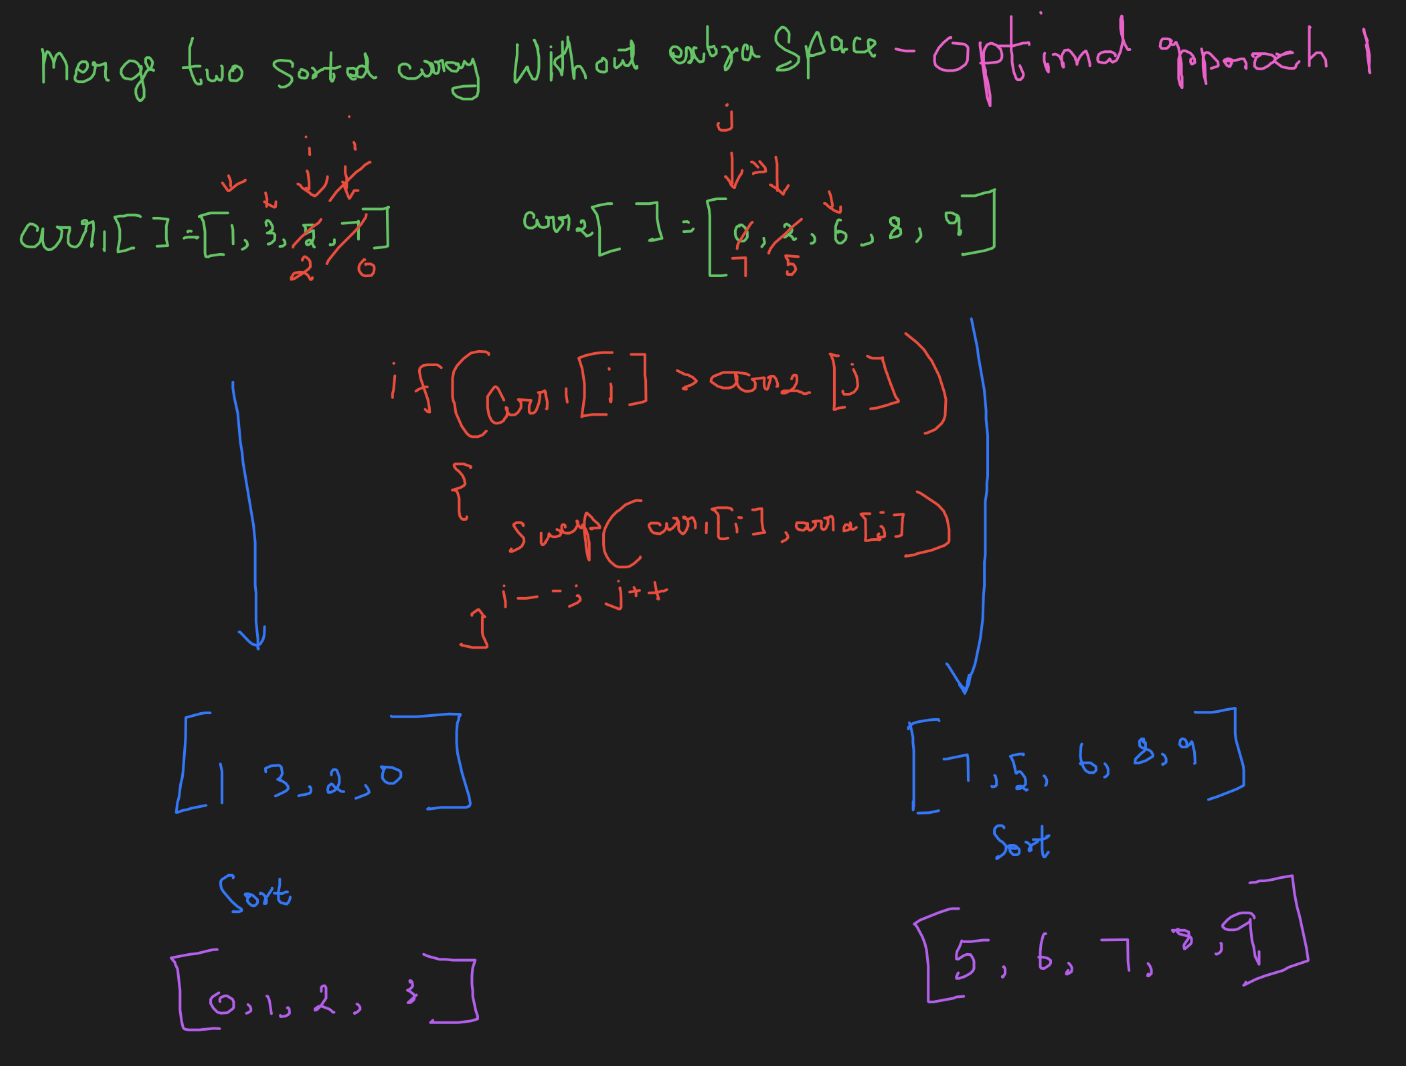 Merge two Sorted array Without extra Space - Optimal approach 1
i i j
arr1[ ] = [1, 3, 5, 7] arr2[ ] = [0, 2, 6, 8, 9]
2 0 7 5
if(arr1[i] > arr2[j])
{
swap(arr1[i], arr2[j])
i--; j++
}
[1 3, 2, 0] [7, 5, 6, 8, 9]
Sort Sort
[0, 1, 2, 3] [5, 6, 7, 8, 9]